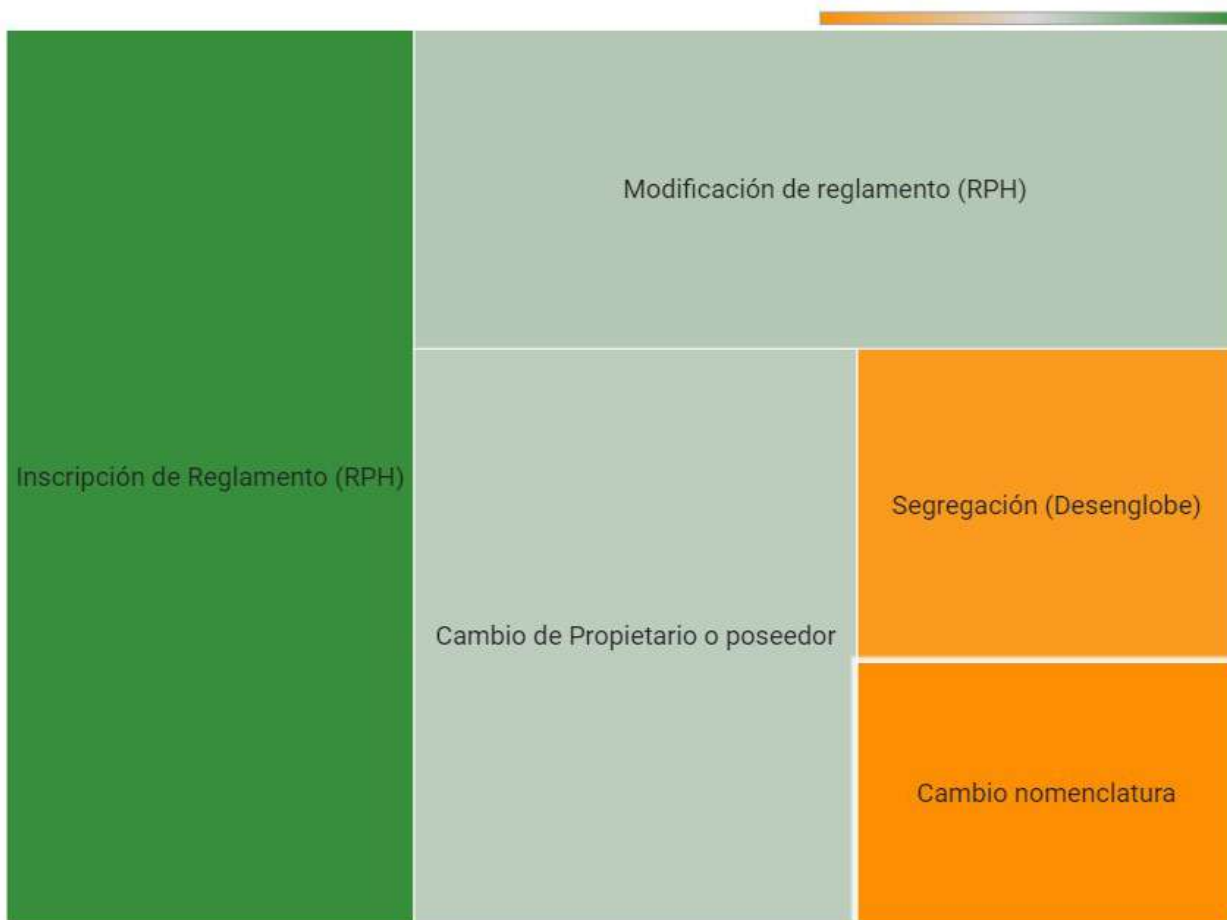 Modificación de reglamento (RPH)
Inscripción de Reglamento (RPH)
Segregación (Desenglobe)
Cambio de Propietario o poseedor
Cambio nomenclatura